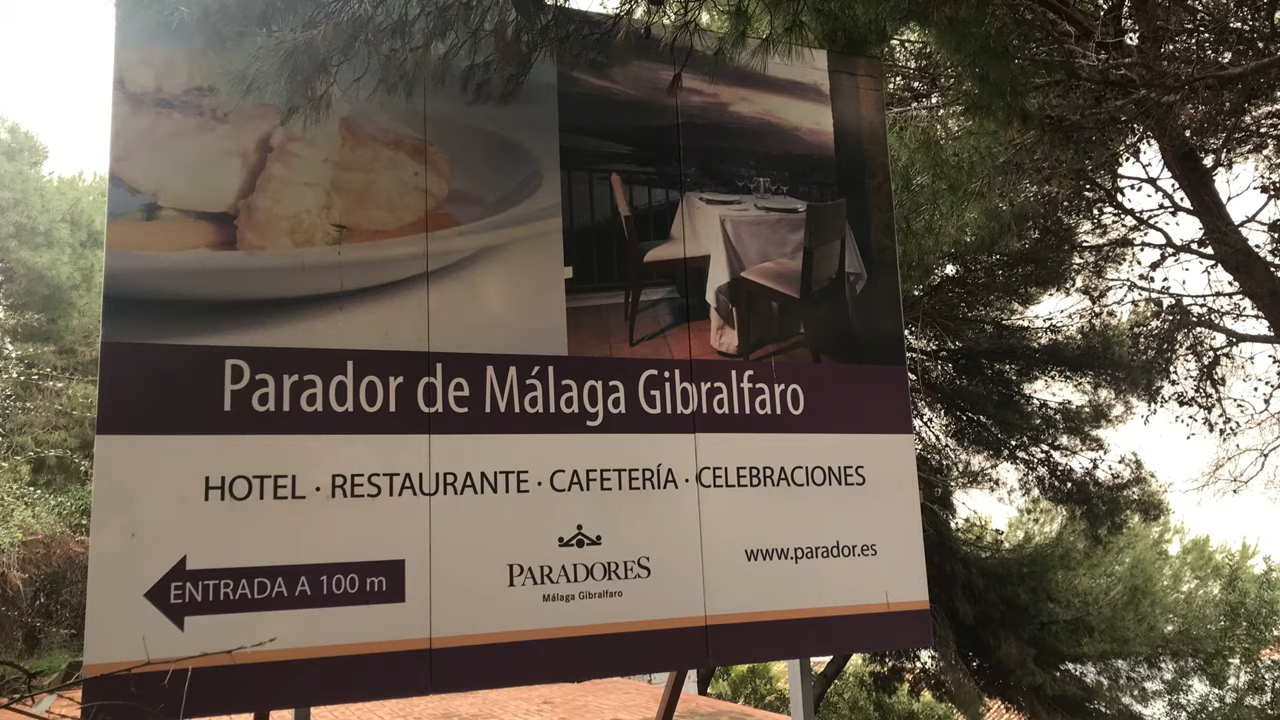 Parador de Málaga Gibralfaro
HOTEL · RESTAURANTE · CAFETERÍA · CELEBRACIONES
ENTRADA A 100 m
PARADORES
Málaga Gibralfaro
www.parador.es